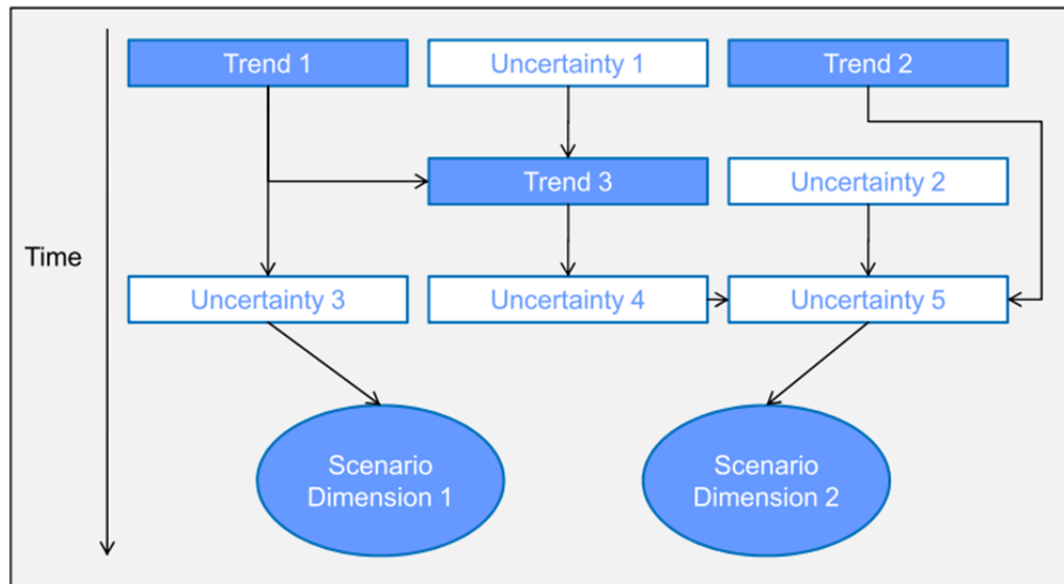 Trend 1
Uncertainty 1
Trend 2
Trend 3
Uncertainty 2
Time
Uncertainty 3
Uncertainty 4
Uncertainty 5
Scenario
Dimension 1
Scenario
Dimension 2